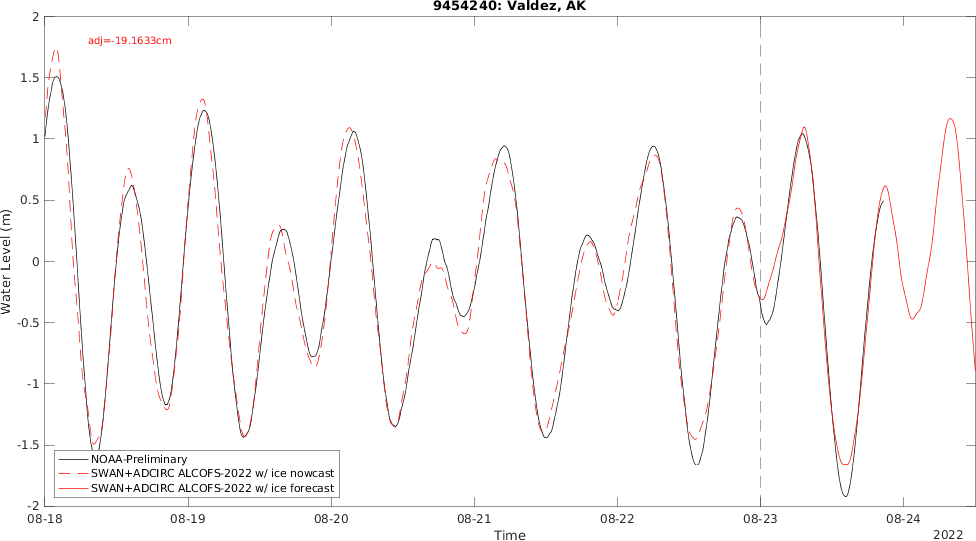 9454240: Valdez, AK
adj=-19.1633cm
2
1.5
1
0.5
0
-0.5
-1
-1.5
-2
Water Level (m)
NOAA-Preliminary
SWAN+ADCIRC ALCOFS-2022 w/ ice nowcast
SWAN+ADCIRC ALCOFS-2022 w/ ice forecast
08-18 08-19 08-20 08-21 08-22 08-23 08-24
Time
2022